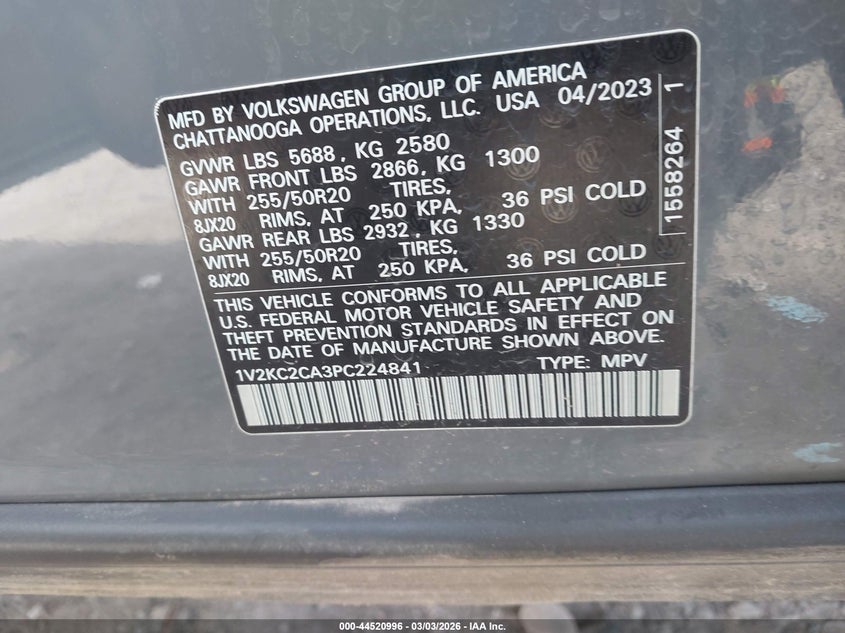 MFD BY VOLKSWAGEN GROUP OF AMERICA
CHATTANOOGA OPERATIONS, LLC. USA 04/2023
GVWR LBS 5688, KG 2580
GAWR FRONT LBS 2866, KG 1300
WITH 255/50R20 TIRES,
8JX20 RIMS, AT 250 KPA, 36 PSI COLD
GAWR REAR LBS 2932, KG 1330
WITH 255/50R20 TIRES,
8JX20 RIMS, AT 250 KPA, 36 PSI COLD
THIS VEHICLE CONFORMS TO ALL APPLICABLE
U.S. FEDERAL MOTOR VEHICLE SAFETY AND
THEFT PREVENTION STANDARDS IN EFFECT ON
THE DATE OF MANUFACTURE SHOWN ABOVE.
1V2KC2CA3PC224841 TYPE: MPV
1558264 1
000-44520996 - 03/03/2026 - IAA Inc.